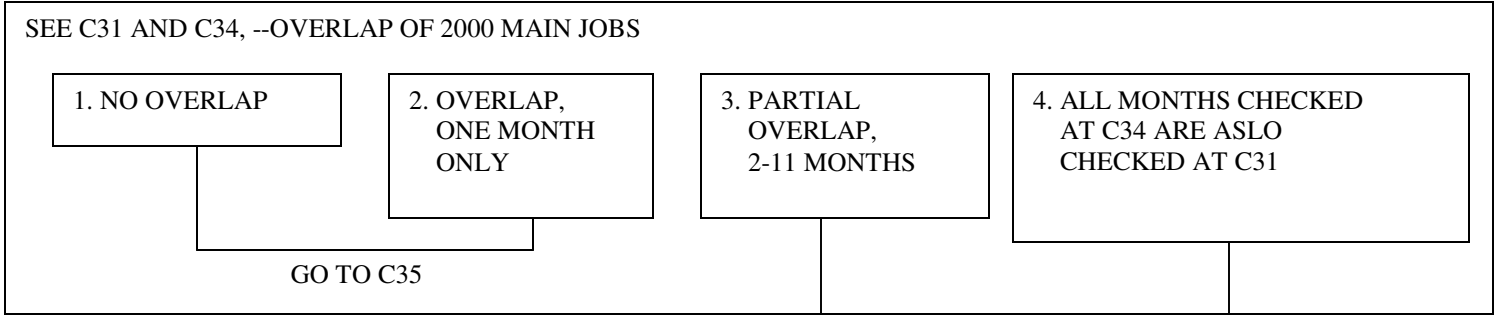 SEE C31 AND C34, --OVERLAP OF 2000 MAIN JOBS
1. NO OVERLAP
2. OVERLAP,
ONE MONTH
ONLY
3. PARTIAL
OVERLAP,
2-11 MONTHS
4. ALL MONTHS CHECKED
AT C34 ARE ASLO
CHECKED AT C31
GO TO C35